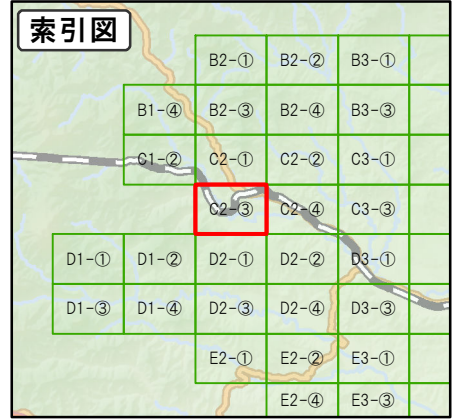 索引図
B2-① B2-② B3-①
B1-④ B2-③ B2-④ B3-③
C1-② C2-① C2-② C3-①
C2-③ C2-④ C3-③
D1-① D1-② D2-① D2-② D3-①
D1-③ D1-④ D2-③ D2-④ D3-③
E2-① E2-② E3-①
E2-④ E3-③